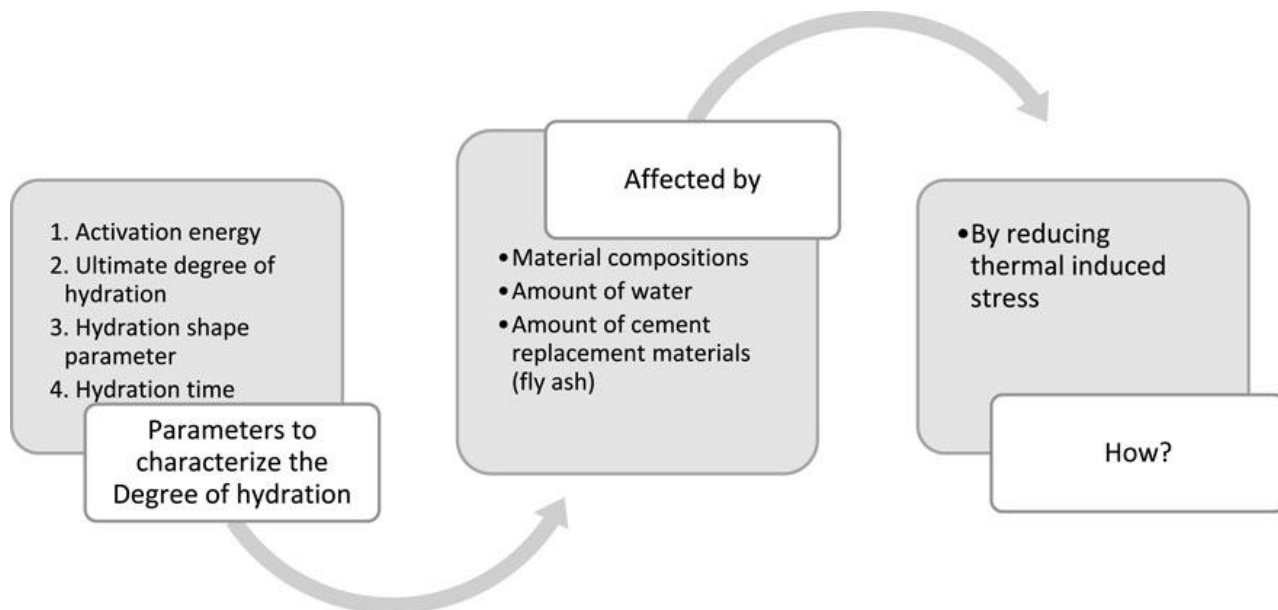 1. Activation energy
2. Ultimate degree of
hydration
3. Hydration shape
parameter
4. Hydration time
Parameters to
characterize the
Degree of hydration
Affected by
•Material compositions
•Amount of water
•Amount of cement
replacement materials
(fly ash)
•By reducing
thermal induced
stress
How?